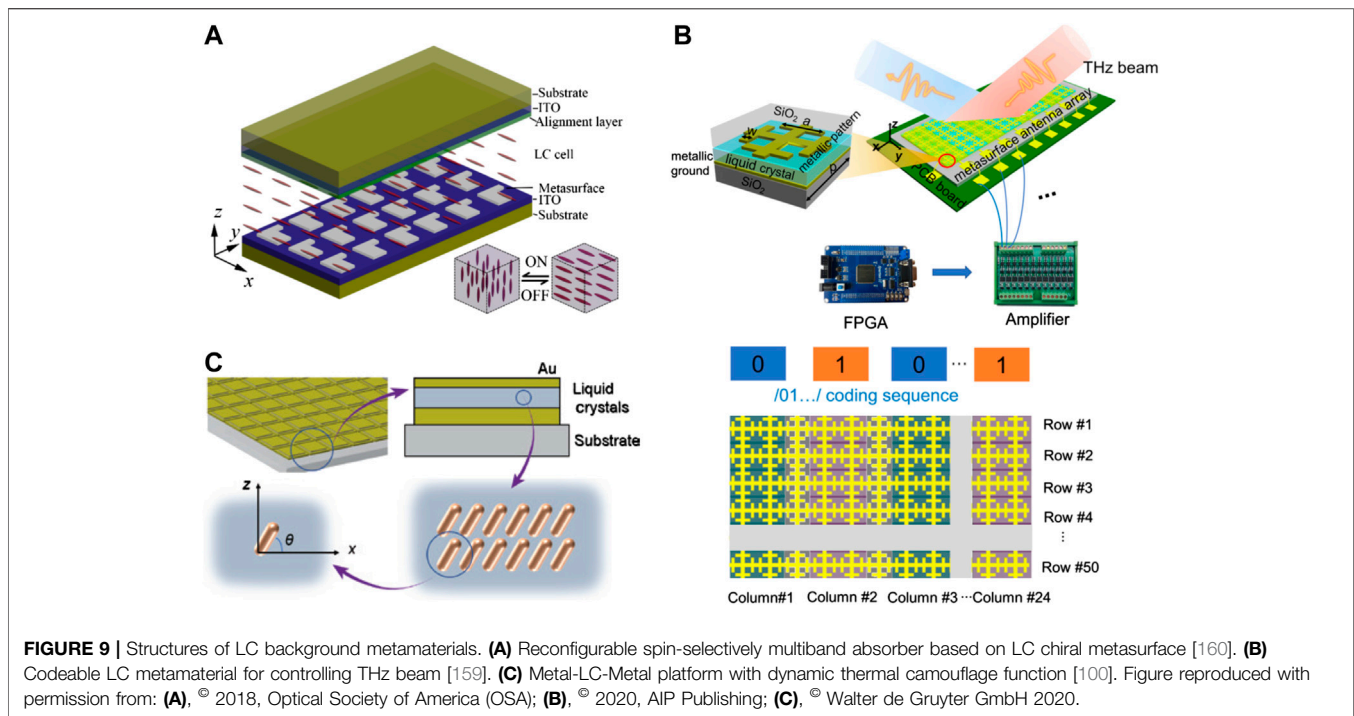 A
Substrate
ITO
Alignment layer
LC cell
Metasurface
ITO
Substrate
z
y
x
ON
OFF
B
THz beam
SiO2 a
w
metallic pattern
metallic ground
liquid crystal
p
SiO2
z
x
y
metasurface antenna array
PCB board
...
FPGA
Amplifier
0 1 0 ... 1
/01.../ coding sequence
Row #1
Row #2
Row #3
Row #4
...
Row #50
Column#1 Column #2 Column #3 ...Column #24
C
Au
Liquid
crystals
Substrate
z
θ
x
FIGURE 9 | Structures of LC background metamaterials. (A) Reconfigurable spin-selectively multiband absorber based on LC chiral metasurface [160]. (B)
Codeable LC metamaterial for controlling THz beam [159]. (C) Metal-LC-Metal platform with dynamic thermal camouflage function [100]. Figure reproduced with
permission from: (A), © 2018, Optical Society of America (OSA); (B), © 2020, AIP Publishing; (C), © Walter de Gruyter GmbH 2020.